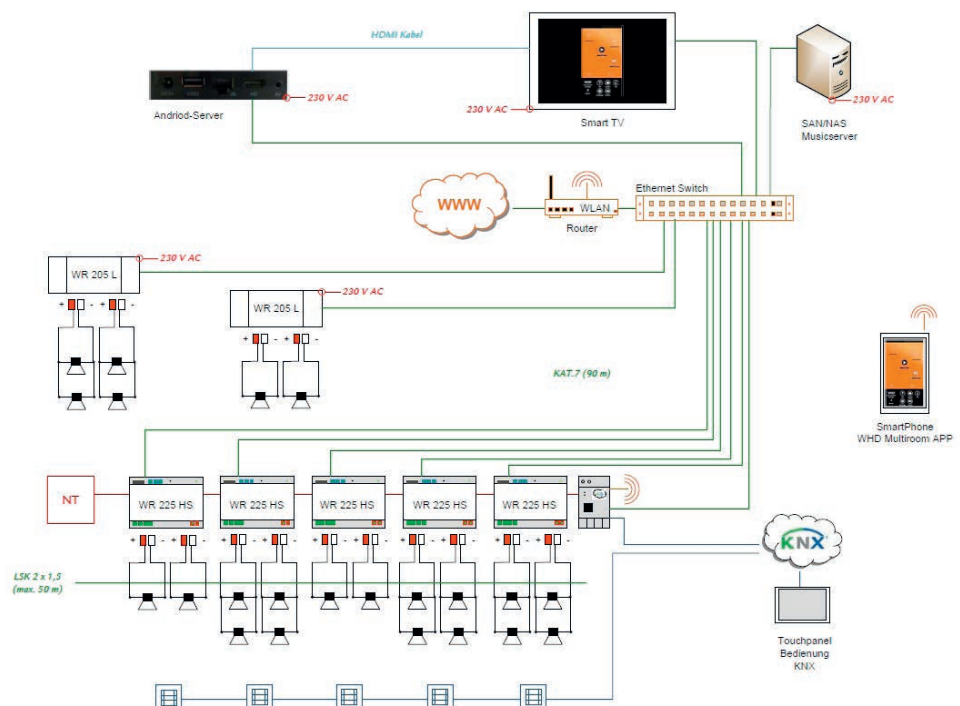 HDMI Kabel
230 V AC
Andriod-Server
230 V AC
Smart TV
230 V AC
SAN/NAS
Musicserver
Ethernet Switch
WWW
WLAN
Router
WR 205 L
230 V AC
+ - + -
WR 205 L
230 V AC
+ - + -
KAT.7 (90 m)
SmartPhone
WHD Multiroom APP
NT
WR 225 HS
WR 225 HS
WR 225 HS
WR 225 HS
WR 225 HS
+ - + -
+ - + -
+ - + -
+ - + -
+ - + -
LSK 2 x 1,5
(max. 50 m)
KNX
Touchpanel
Bedienung
KNX